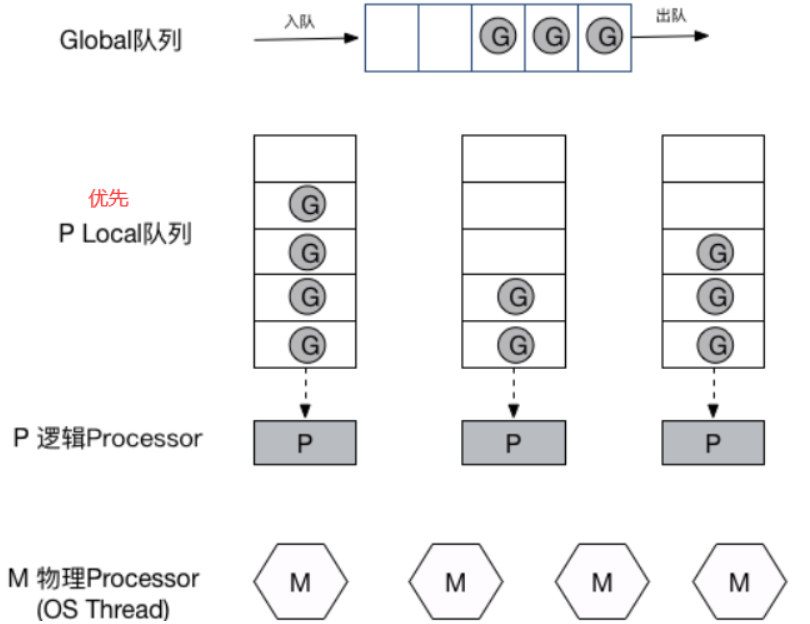 Global队列
入队
G G G
出队
优先
P Local队列
G
G
G
G
G
G
G
G
G
P 逻辑Processor
P P P
M 物理Processor
(OS Thread)
M M M M